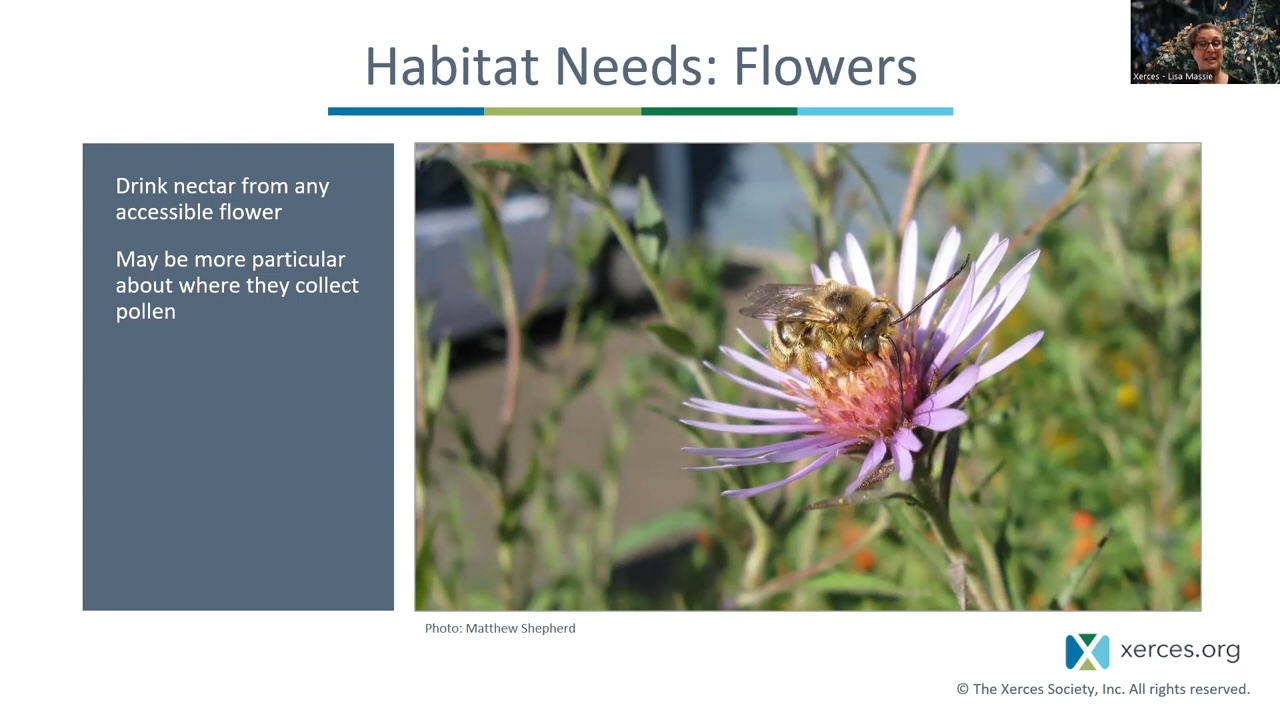 Habitat Needs: Flowers
Xerces - Lisa Massie
Drink nectar from any
accessible flower
May be more particular
about where they collect
pollen
Photo: Matthew Shepherd
xerces.org
© The Xerces Society, Inc. All rights reserved.